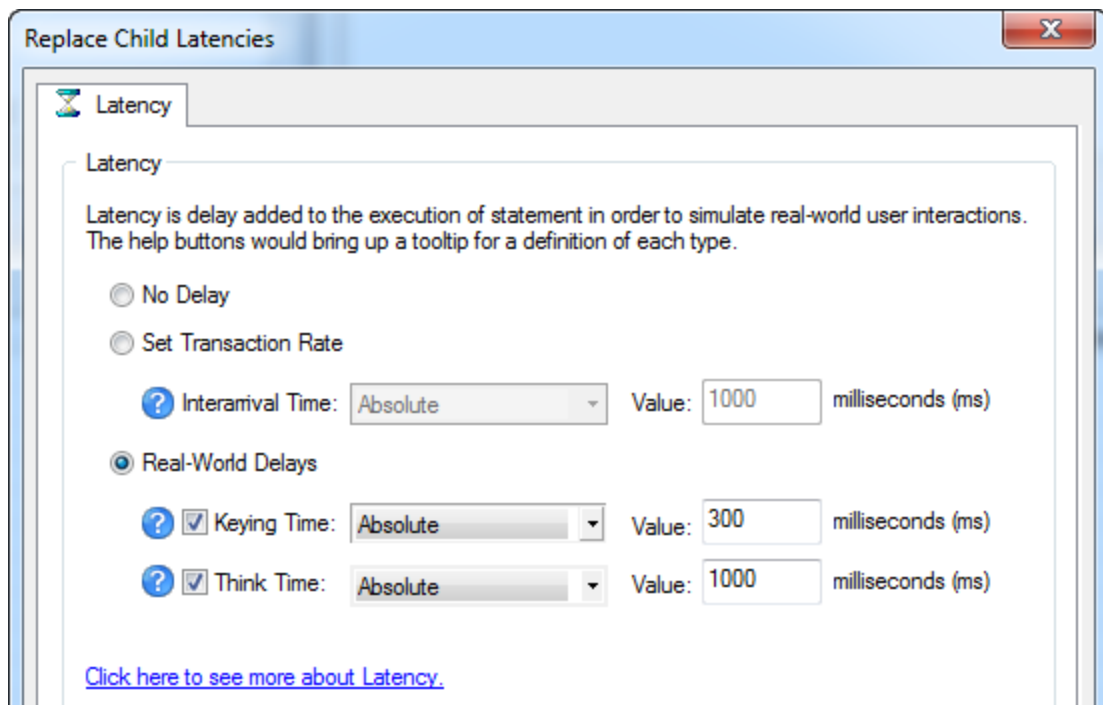 Replace Child Latencies
Latency
Latency
Latency is delay added to the execution of statement in order to simulate real-world user interactions.
The help buttons would bring up a tooltip for a definition of each type.
No Delay
Set Transaction Rate
? Interarrival Time: Absolute Value: 1000 milliseconds (ms)
Real-World Delays
? Keying Time: Absolute Value: 300 milliseconds (ms)
? Think Time: Absolute Value: 1000 milliseconds (ms)
Click here to see more about Latency.